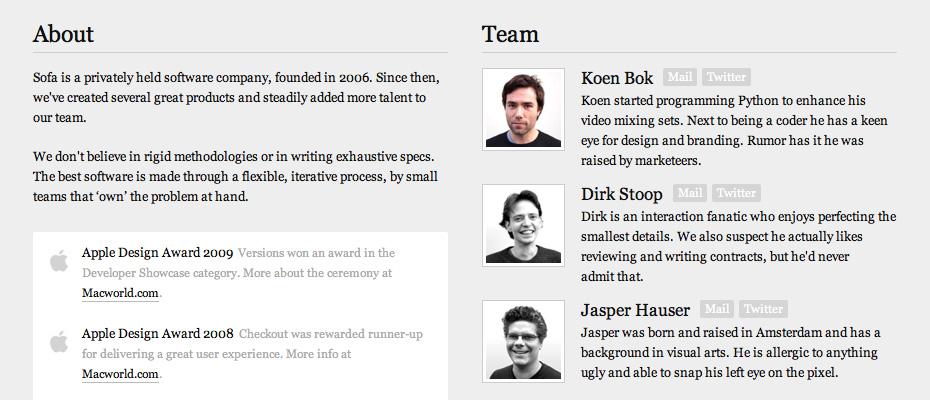 About
Sofa is a privately held software company, founded in 2006. Since then,
we've created several great products and steadily added more talent to
our team.
We don't believe in rigid methodologies or in writing exhaustive specs.
The best software is made through a flexible, iterative process, by small
teams that ‘own’ the problem at hand.
Apple Design Award 2009 Versions won an award in the
Developer Showcase category. More about the ceremony at
Macworld.com.
Apple Design Award 2008 Checkout was rewarded runner-up
for delivering a great user experience. More info at
Macworld.com.
Team
Koen Bok Mail Twitter
Koen started programming Python to enhance his
video mixing sets. Next to being a coder he has a keen
eye for design and branding. Rumor has it he was
raised by marketeers.
Dirk Stoop Mail Twitter
Dirk is an interaction fanatic who enjoys perfecting the
smallest details. We also suspect he actually likes
reviewing and writing contracts, but he'd never
admit that.
Jasper Hauser Mail Twitter
Jasper was born and raised in Amsterdam and has a
background in visual arts. He is allergic to anything
ugly and able to snap his left eye on the pixel.